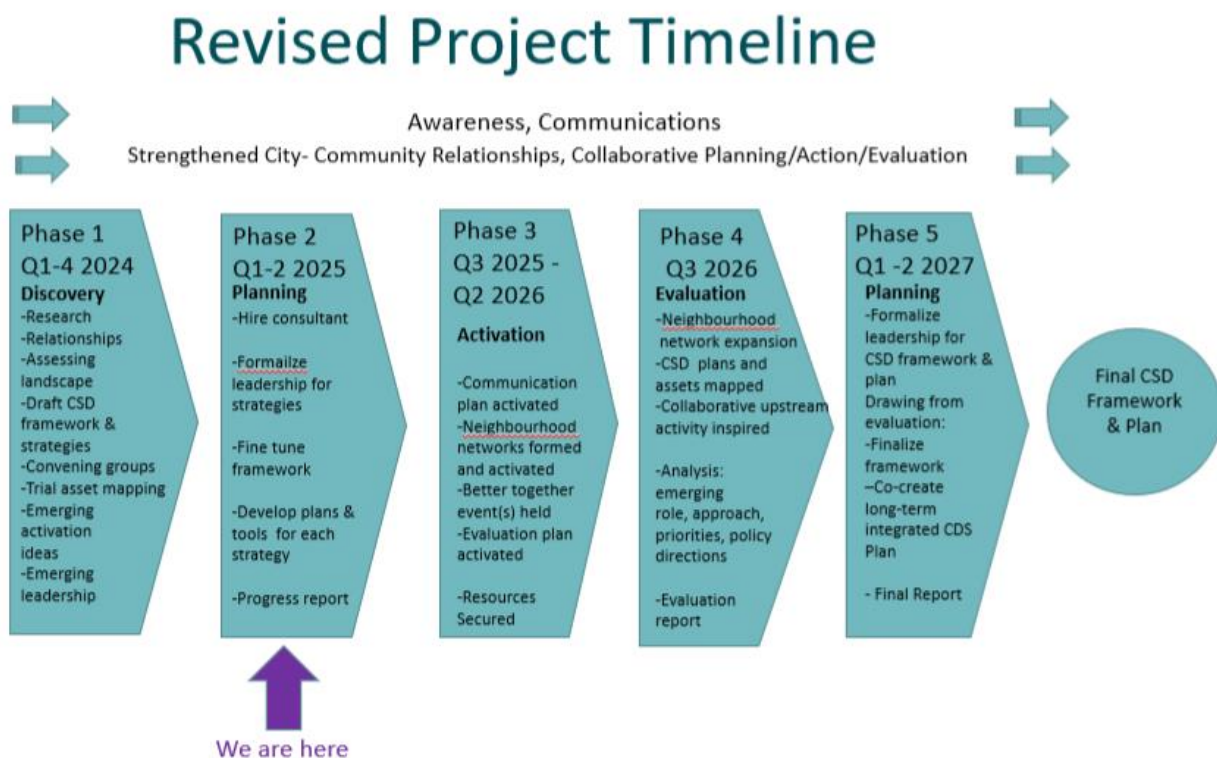 Revised Project Timeline
Awareness, Communications
Strengthened City- Community Relationships, Collaborative Planning/Action/Evaluation
Phase 1
Q1-4 2024
Discovery
-Research
-Relationships
-Assessing
landscape
-Draft CSD
framework &
strategies
-Convening groups
-Trial asset mapping
-Emerging
activation
ideas
-Emerging
leadership
Phase 2
Q1-2 2025
Planning
-Hire consultant
-Formailze
leadership for
strategies
-Fine tune
framework
-Develop plans &
tools for each
strategy
-Progress report
Phase 3
Q3 2025 -
Q2 2026
Activation
-Communication
plan activated
-Neighbourhood
networks formed
and activated
-Better together
event(s) held
-Evaluation plan
activated
-Resources
Secured
Phase 4
Q3 2026
Evaluation
-Neighbourhood
network expansion
-CSD plans and
assets mapped
-Collaborative upstream
activity inspired
-Analysis:
emerging
role, approach,
priorities, policy
directions
-Evaluation
report
Phase 5
Q1 -2 2027
Planning
-Formalize
leadership for
CSD framework &
plan
Drawing from
evaluation:
-Finalize
framework
–Co-create
long-term
integrated CDS
Plan
- Final Report
Final CSD
Framework
& Plan
We are here